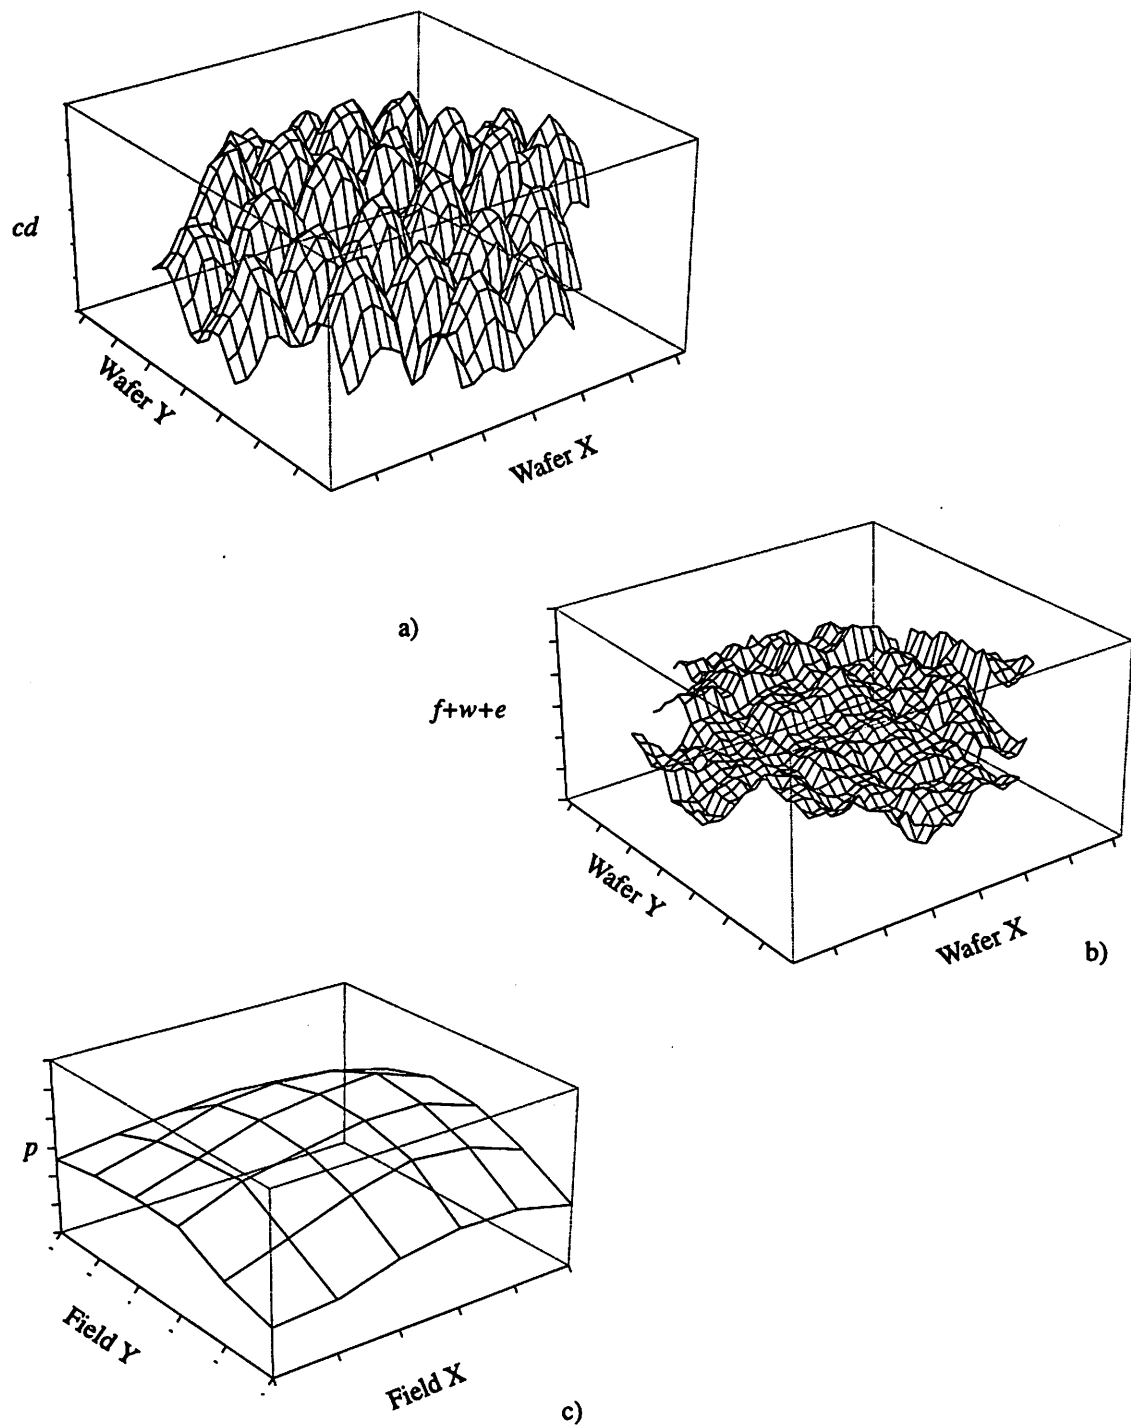 cd
Wafer Y
Wafer X
a)
f+w+e
Wafer Y
Wafer X
b)
p
Field Y
Field X
c)